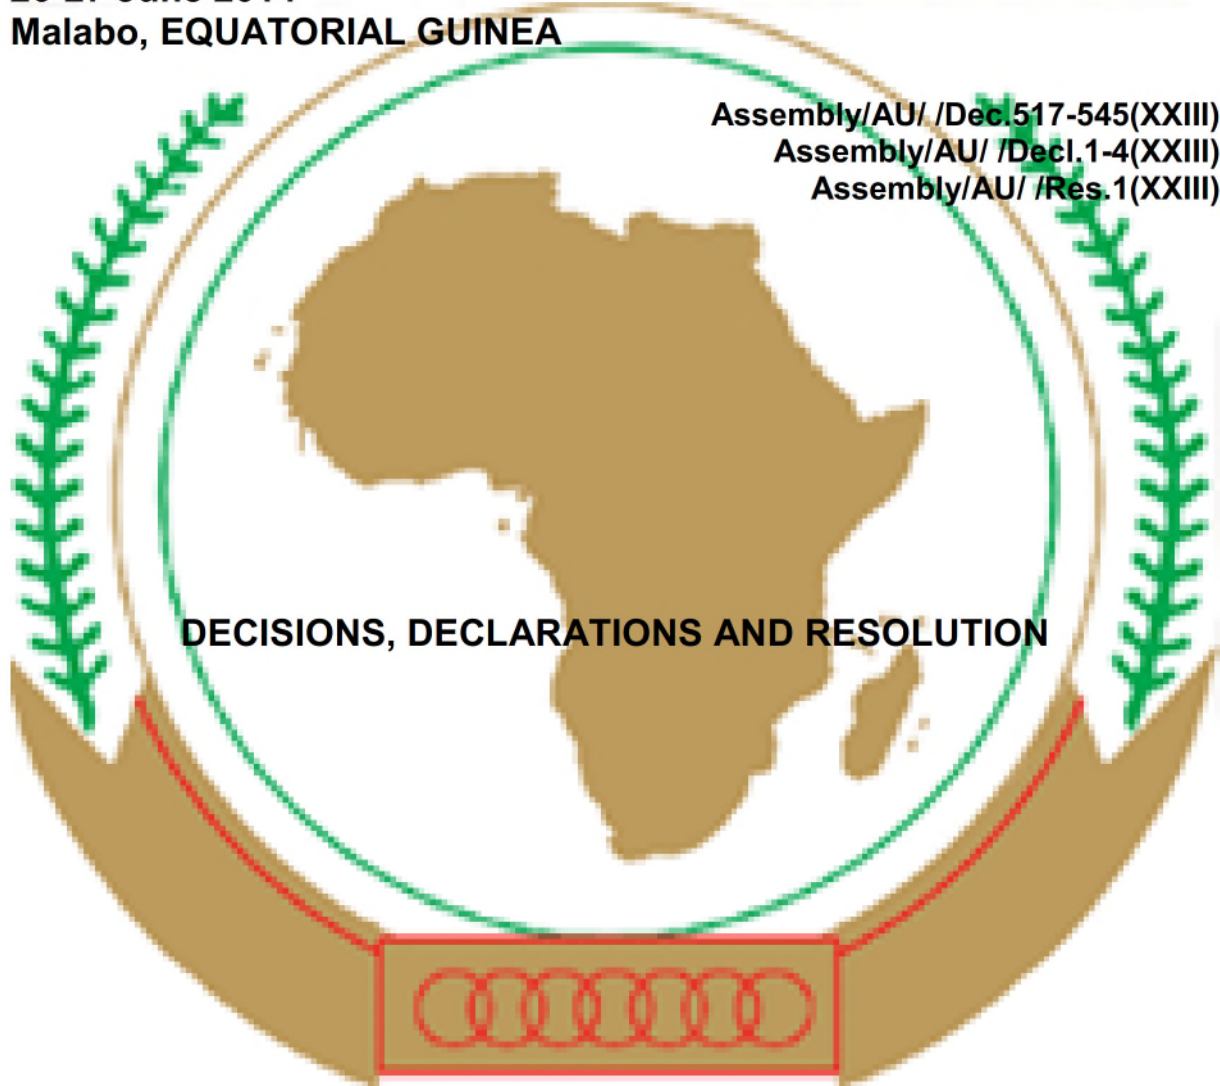 Malabo, EQUATORIAL GUINEA
Assembly/AU/ /Dec.517-545(XXIII)
Assembly/AU/ /Decl.1-4(XXIII)
Assembly/AU/ /Res.1(XXIII)
DECISIONS, DECLARATIONS AND RESOLUTION